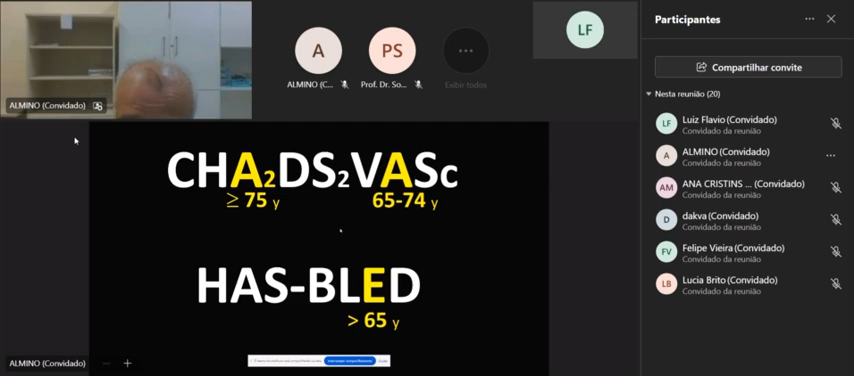 ALMINO (Convidado)
A
ALMINO (C...
PS
Prof. Dr. So...
...
Exibir todos
LF
CHA2DS2VASc
≥ 75 y
65-74 y
HAS-BLED
> 65 y
ALMINO (Convidado)
Participantes
Compartilhar convite
Nesta reunião (20)
LF
Luiz Flavio (Convidado)
Convidado da reunião
A
ALMINO (Convidado)
Convidado da reunião
AM
ANA CRISTINS ... (Convidado)
Convidado da reunião
D
dakva (Convidado)
Convidado da reunião
FV
Felipe Vieira (Convidado)
Convidado da reunião
LB
Lucia Brito (Convidado)
Convidado da reunião